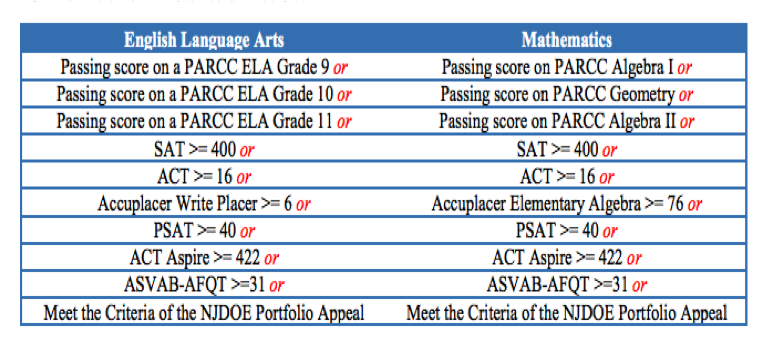 English Language Arts Mathematics
Passing score on a PARCC ELA Grade 9 or Passing score on PARCC Algebra I or
Passing score on a PARCC ELA Grade 10 or Passing score on PARCC Geometry or
Passing score on a PARCC ELA Grade 11 or Passing score on PARCC Algebra II or
SAT >= 400 or SAT >= 400 or
ACT >= 16 or ACT >= 16 or
Accuplacer Write Placer >= 6 or Accuplacer Elementary Algebra >= 76 or
PSAT >= 40 or PSAT >= 40 or
ACT Aspire >= 422 or ACT Aspire >= 422 or
ASVAB-AFQT >=31 or ASVAB-AFQT >=31 or
Meet the Criteria of the NJDOE Portfolio Appeal Meet the Criteria of the NJDOE Portfolio Appeal